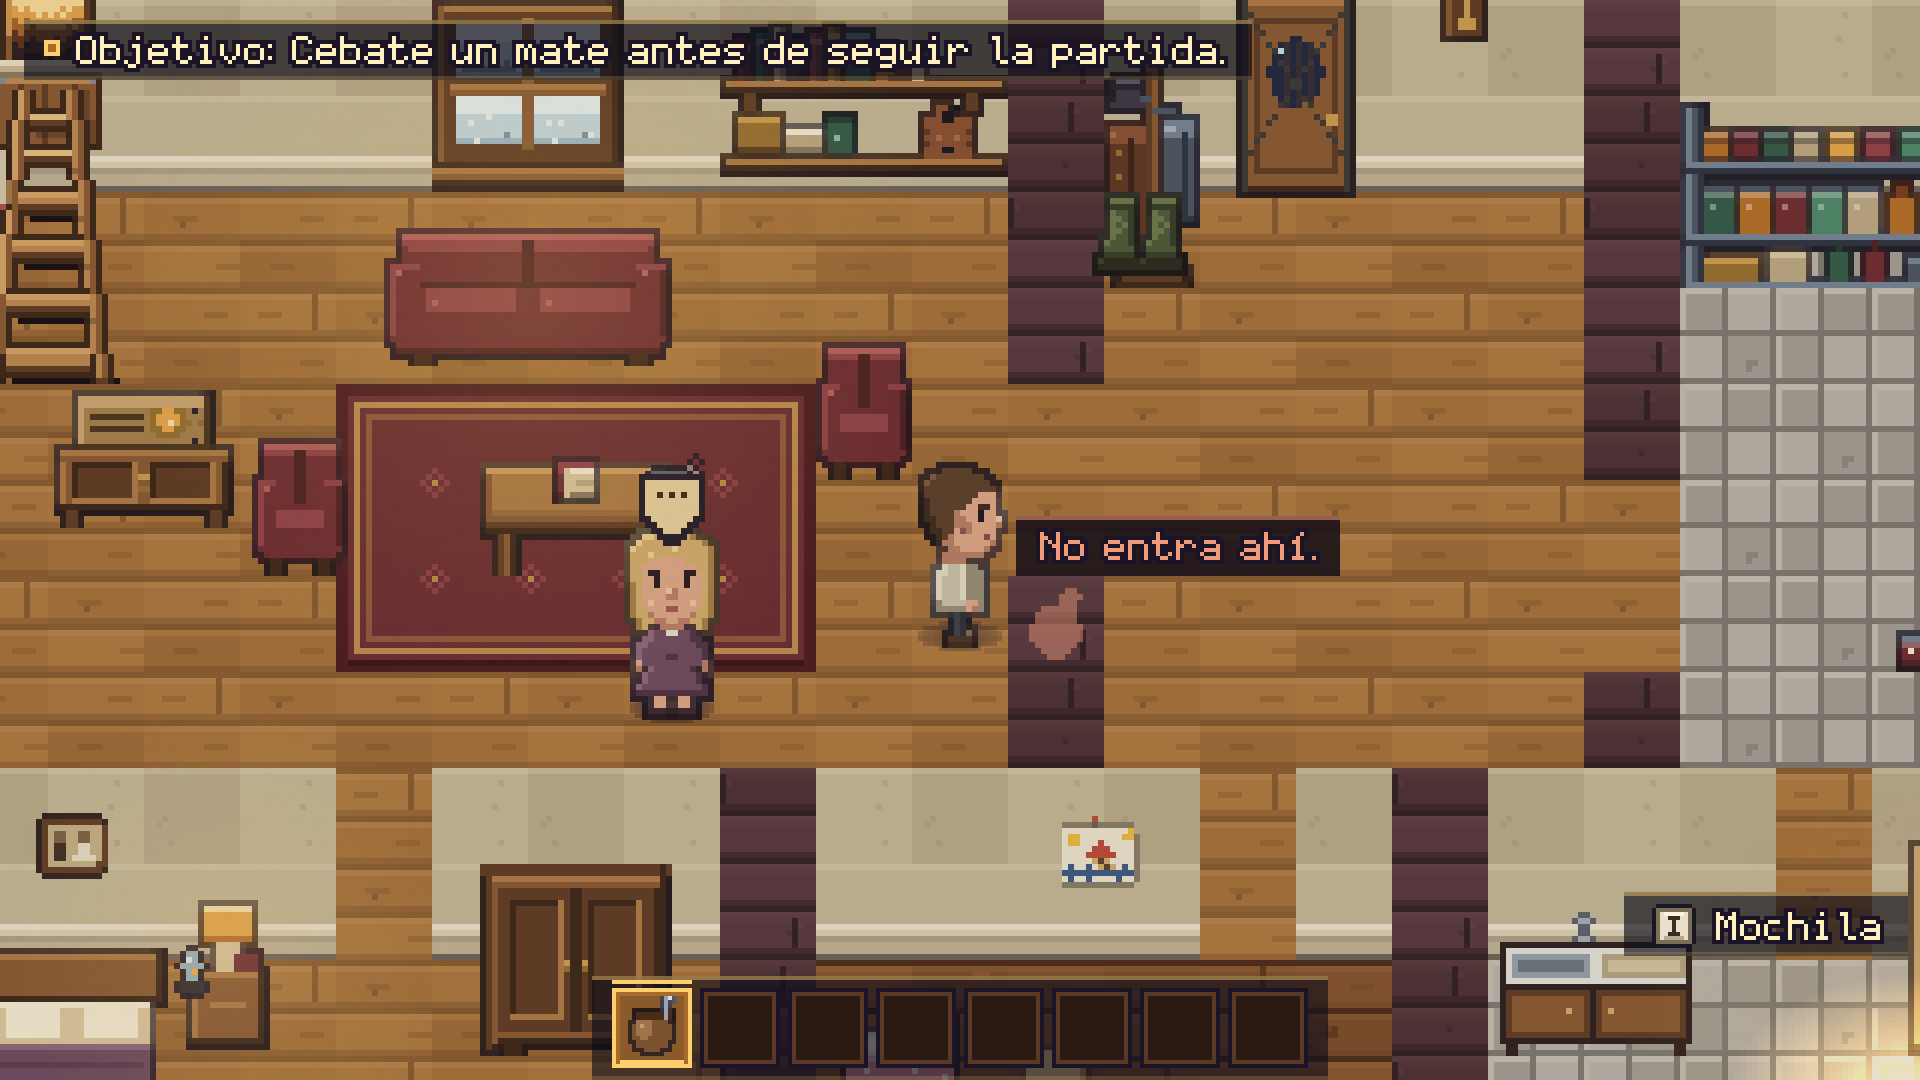 Objetivo: Cebate un mate antes de seguir la partida.
...
No entra ahí.
I Mochila